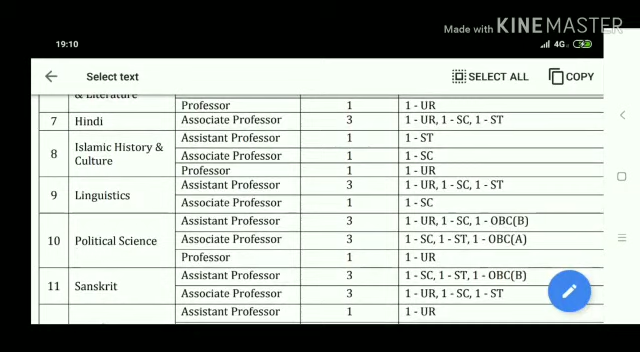 Made with KINEMASTER
19:10
4G
Select text
SELECT ALL
COPY
& Literature
Professor 1 1 - UR
7 Hindi Associate Professor 3 1 - UR, 1 - SC, 1 - ST
8 Islamic History & Culture Assistant Professor 1 1 - ST
Associate Professor 1 1 - SC
Professor 1 1 - UR
9 Linguistics Assistant Professor 3 1 - UR, 1 - SC, 1 - ST
Associate Professor 1 1 - SC
10 Political Science Assistant Professor 3 1 - UR, 1 - SC, 1 - OBC(B)
Associate Professor 3 1 - SC, 1 - ST, 1 - OBC(A)
Professor 1 1 - UR
11 Sanskrit Assistant Professor 3 1 - SC, 1 - ST, 1 - OBC(B)
Associate Professor 3 1 - UR, 1 - SC, 1 - ST
Assistant Professor 1 1 - UR